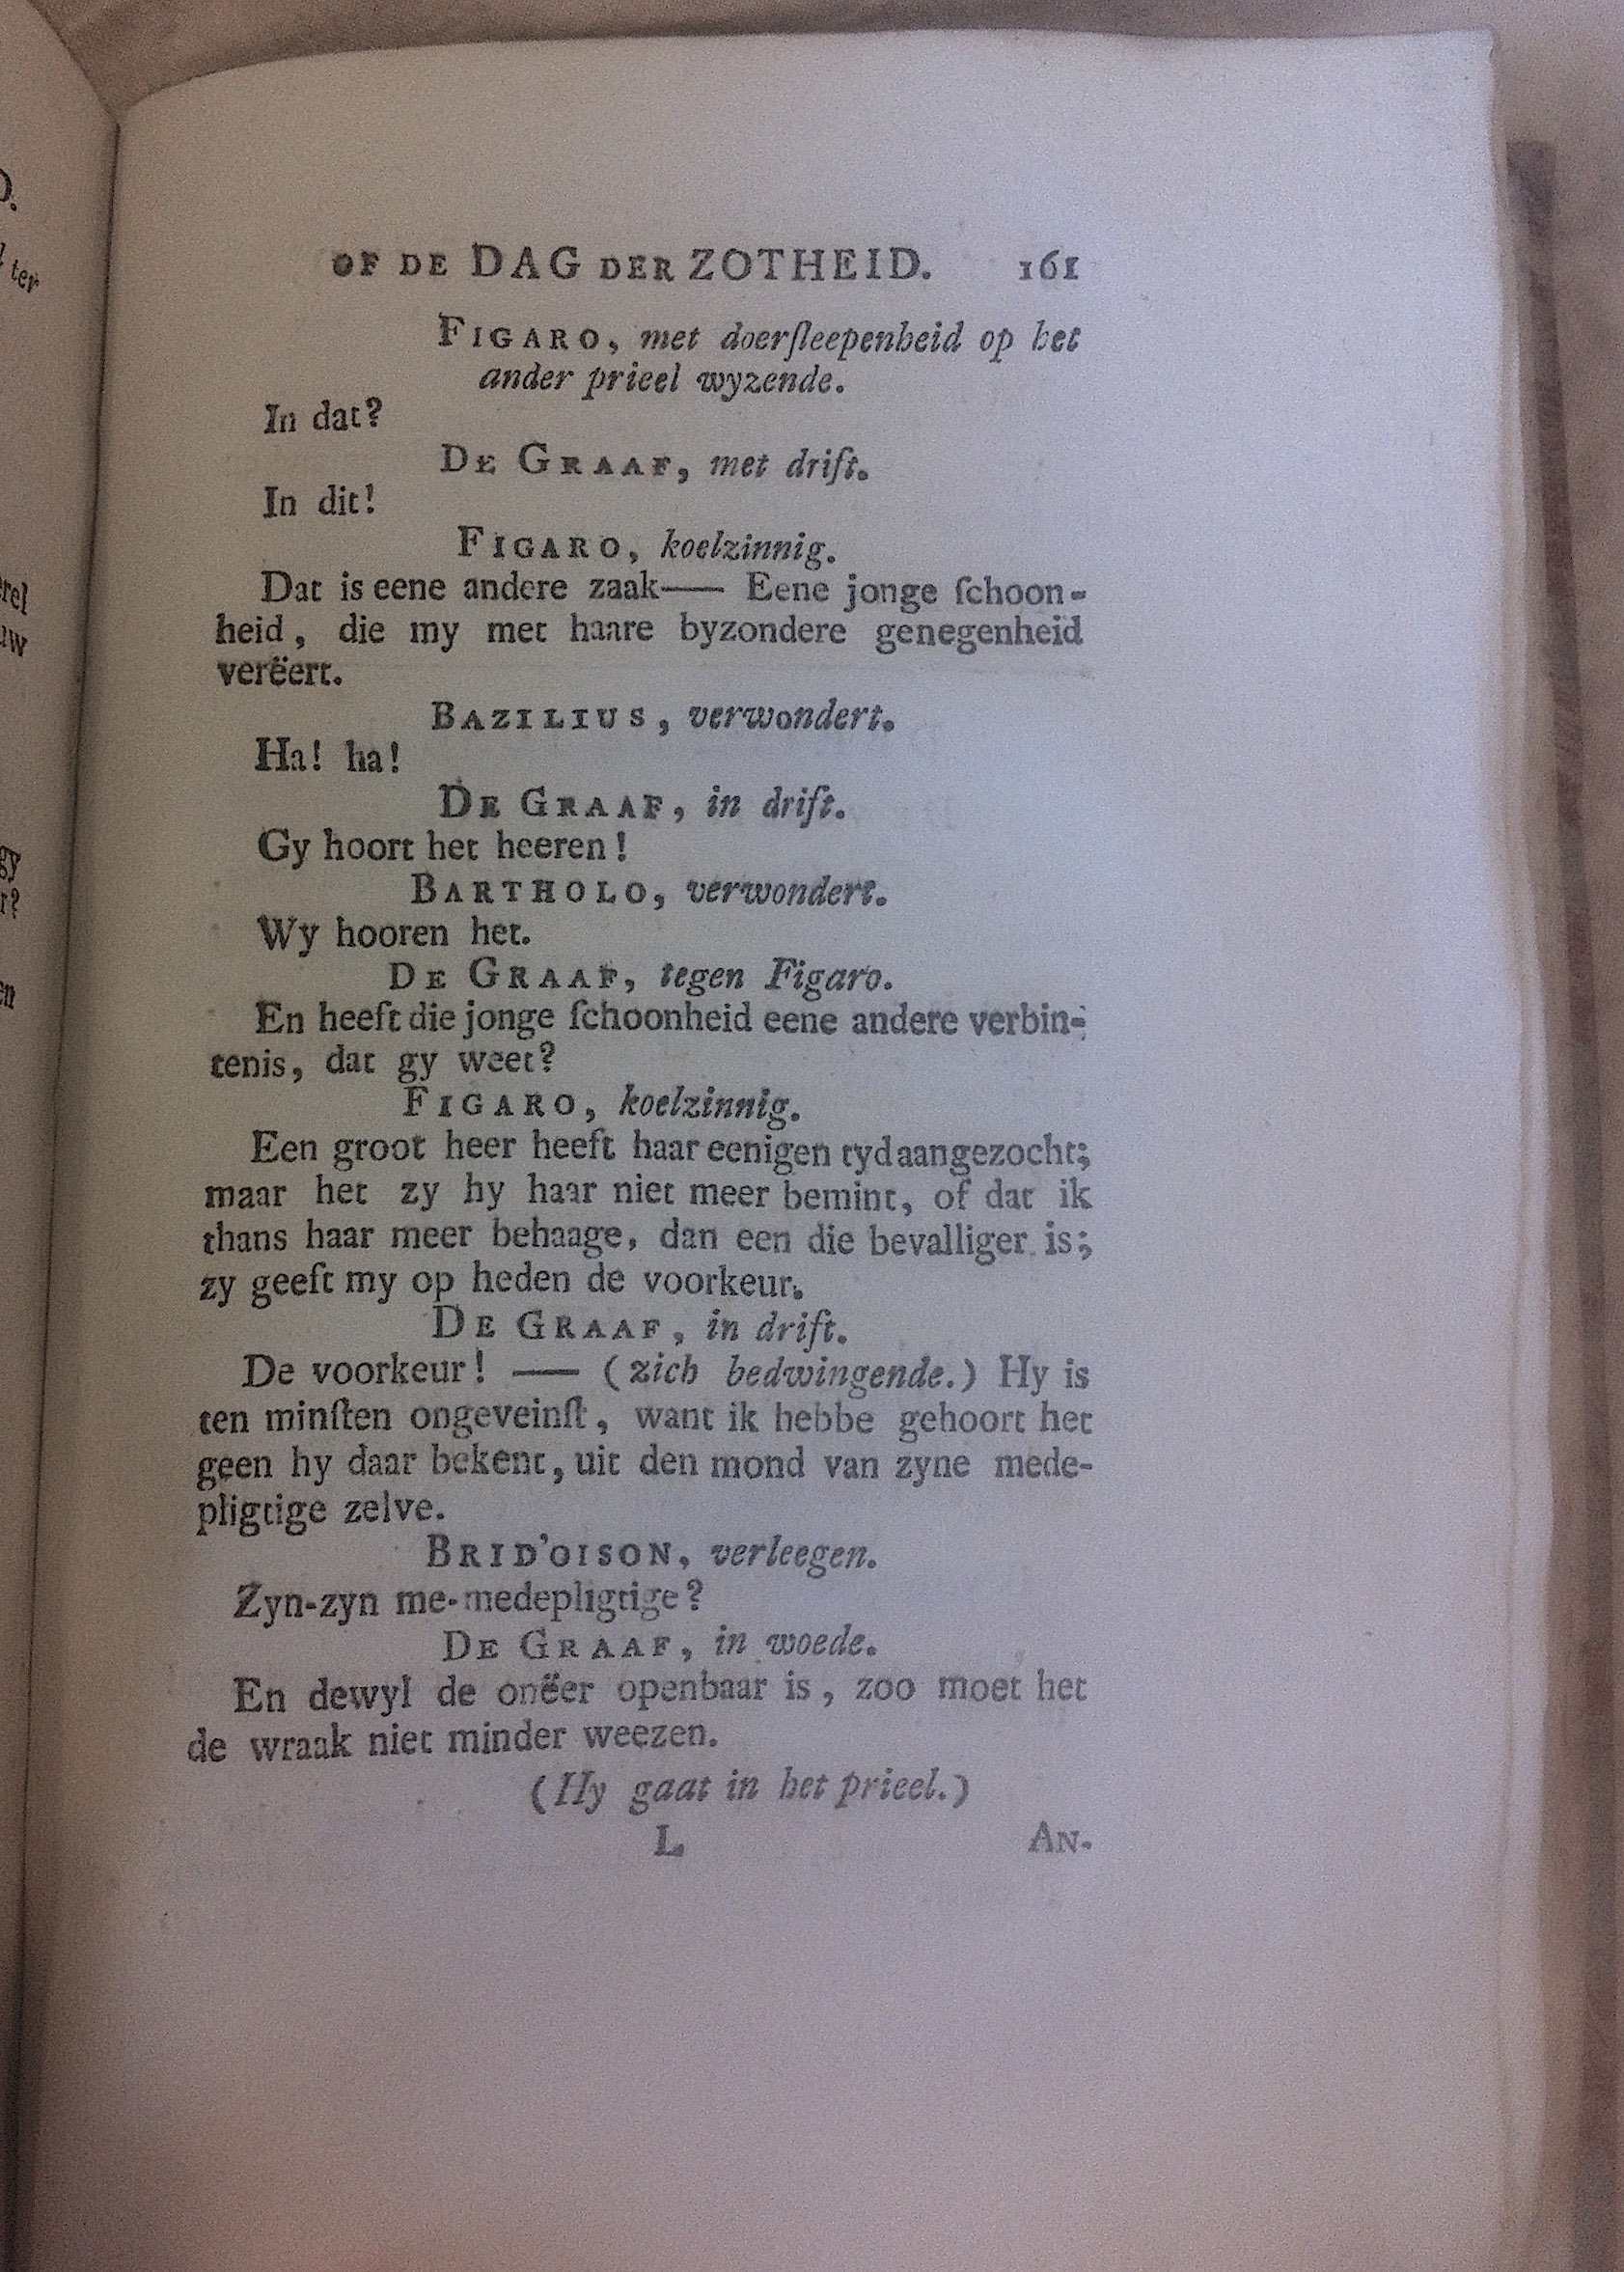 OF DE DAG DER ZOTHEID. 161
FIGARO, met doerſleepenheid op het
ander prieel wyzende.
In dat?
DE GRAAF, met drift.
In dit!
FIGARO, koelzinnig.
Dat is eene andere zaak—— Eene jonge ſchoon-
heid, die my met haare byzondere genegenheid
verëert.
BAZILIUS, verwondert.
Ha! ha!
DE GRAAF, in drift.
Gy hoort het heeren!
BARTHOLO, verwondert.
Wy hooren het.
DE GRAAF, tegen Figaro.
En heeft die jonge ſchoonheid eene andere verbin-
tenis, dat gy weet?
FIGARO, koelzinnig.
Een groot heer heeft haar eenigen tyd aangezocht;
maar het zy hy haar niet meer bemint, of dat ik
thans haar meer behaage, dan een die bevalliger is;
zy geeft my op heden de voorkeur.
DE GRAAF, in drift.
De voorkeur! —— (zich bedwingende.) Hy is
ten minſten ongeveinſt, want ik hebbe gehoort het
geen hy daar bekent, uit den mond van zyne mede-
pligtige zelve.
BRID'OISON, verleegen.
Zyn-zyn me-medepligtige?
DE GRAAF, in woede.
En dewyl de onëer openbaar is, zoo moet het
de wraak niet minder weezen.
(Hy gaat in het prieel.)
L AN-